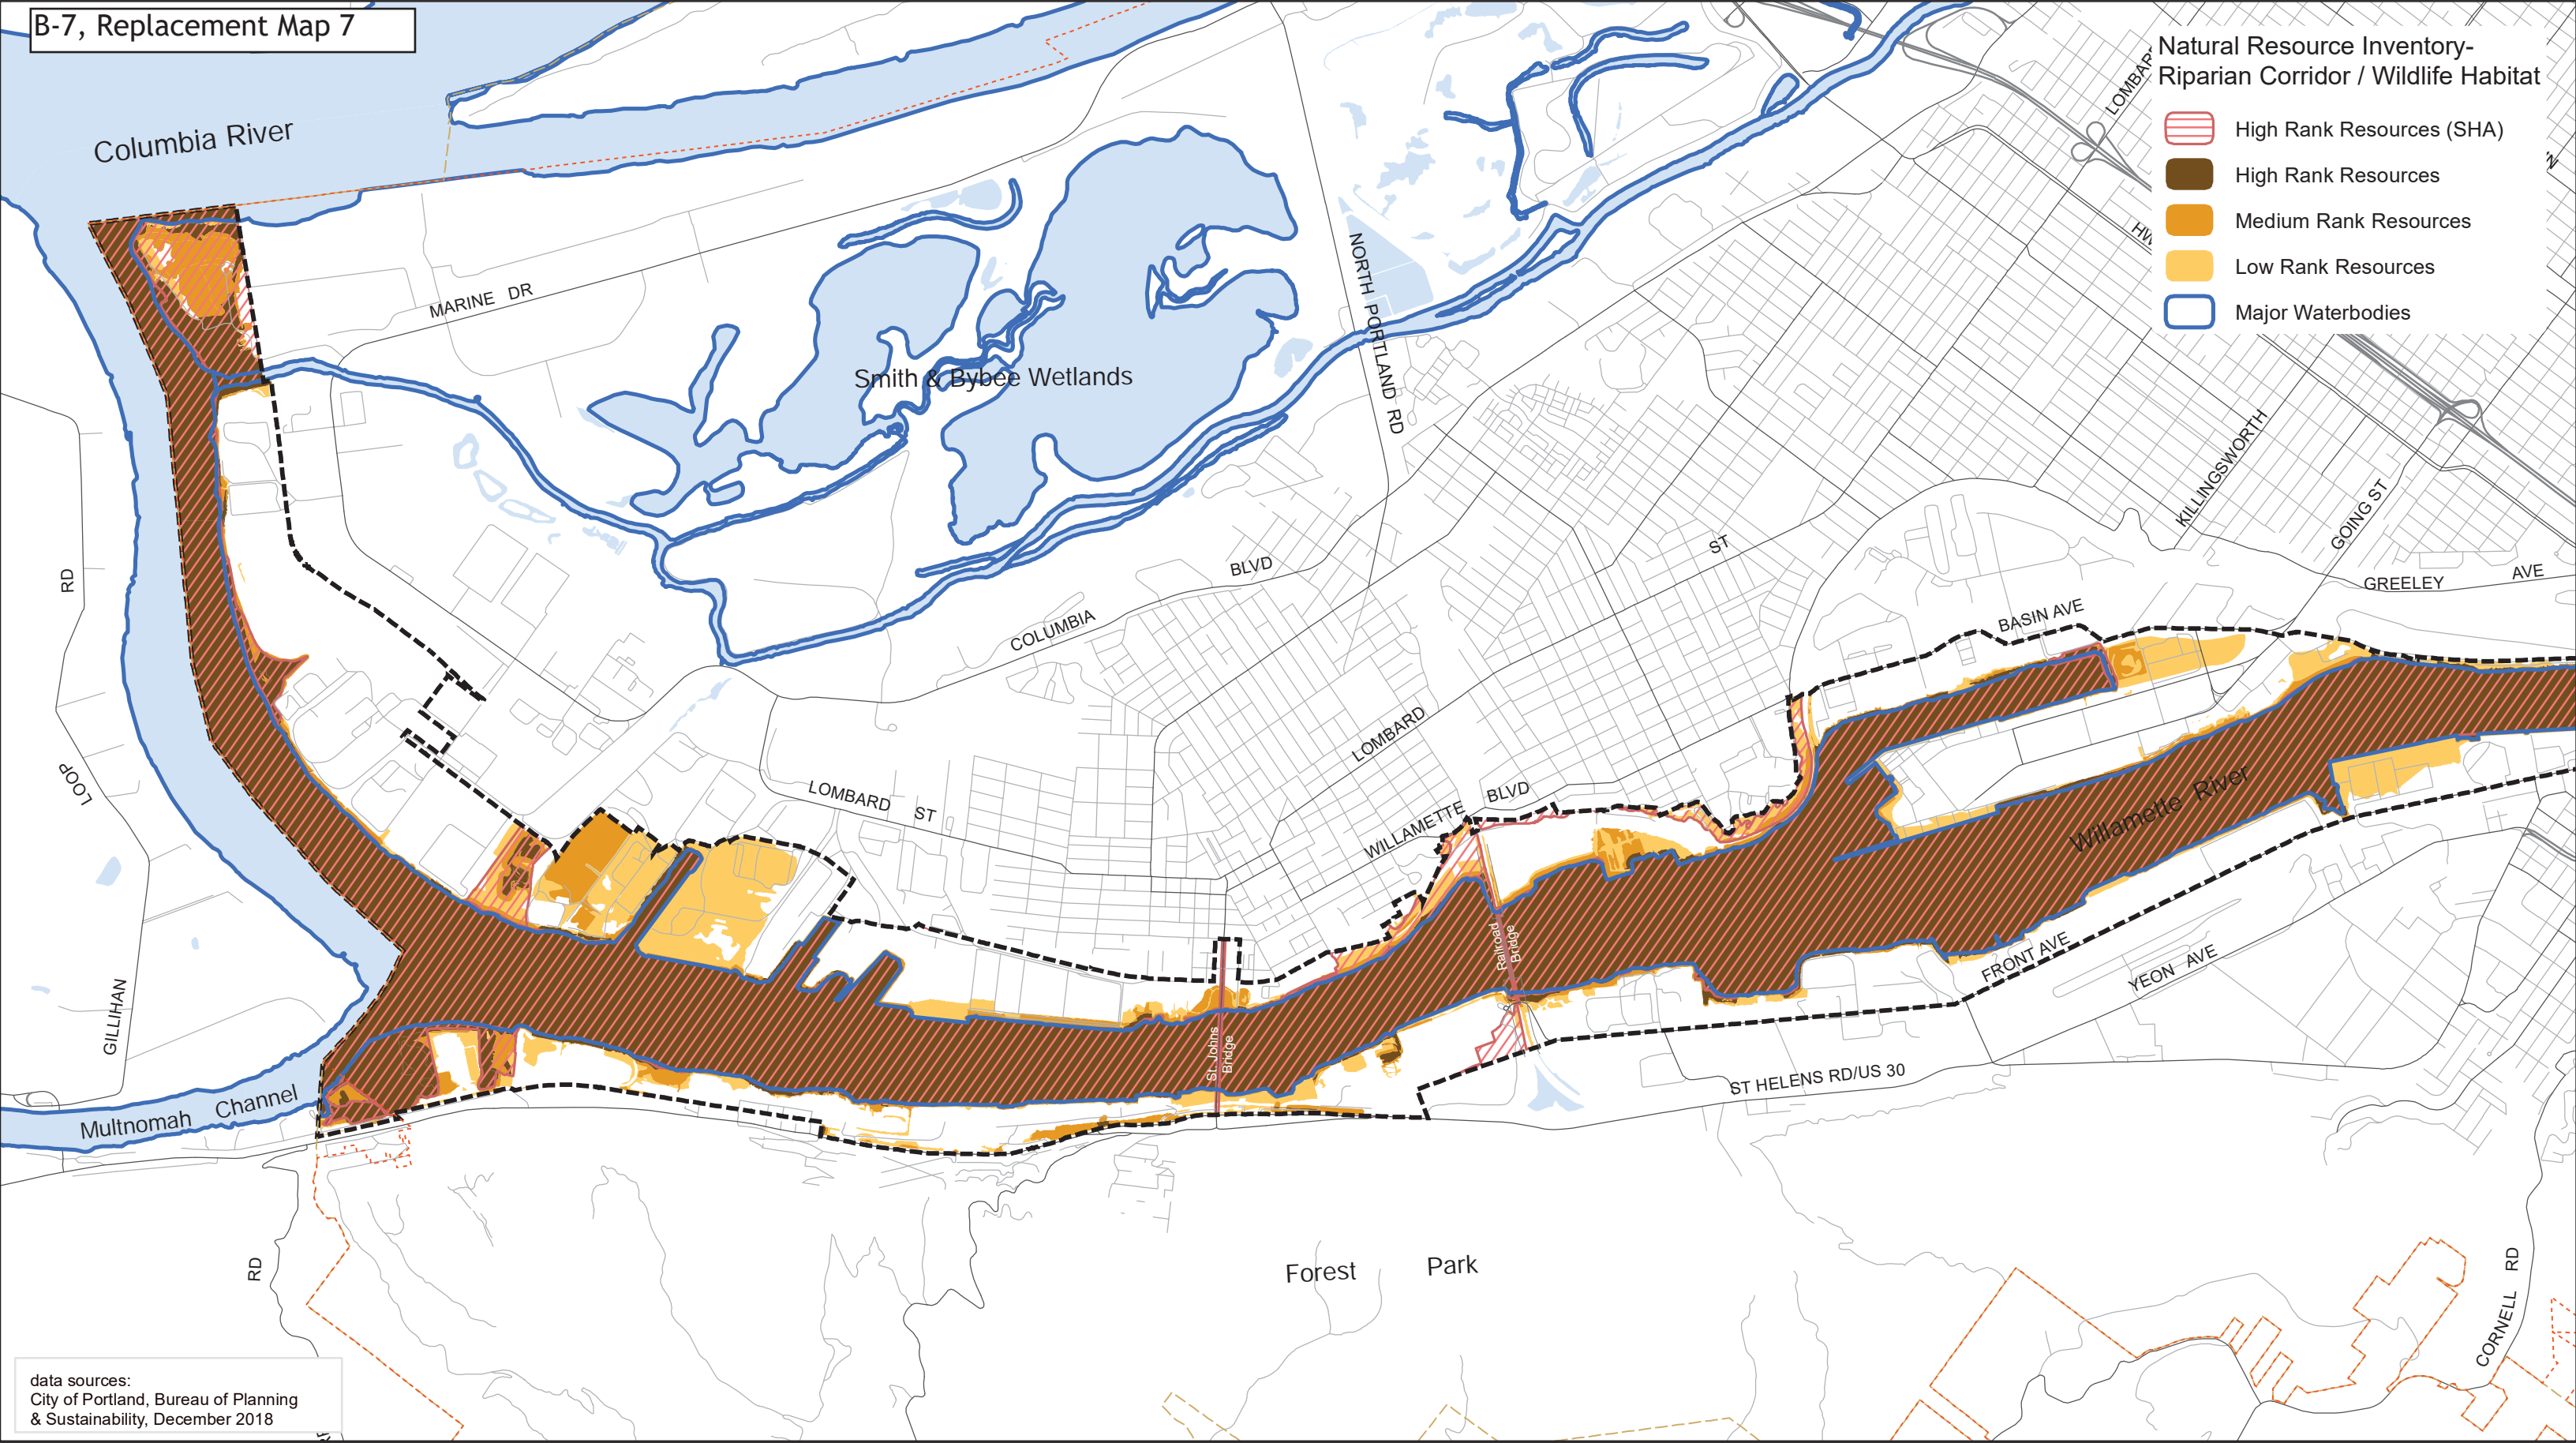 B-7, Replacement Map 7
Natural Resource Inventory-
Riparian Corridor / Wildlife Habitat
High Rank Resources (SHA)
High Rank Resources
Medium Rank Resources
Low Rank Resources
Major Waterbodies
Columbia River
MARINE DR
Smith & Bybee Wetlands
NORTH PORTLAND RD
LOMBAR
HW
N
KILLINGSWORTH
GOING ST
GREELEY AVE
BASIN AVE
RD
LOOP
GILLIHAN
COLUMBIA BLVD
LOMBARD ST
LOMBARD ST
WILLAMETTE BLVD
Willamette River
Railroad
Bridge
St. Johns
Bridge
FRONT AVE
YEON AVE
ST HELENS RD/US 30
Multnomah Channel
RD
Forest Park
CORNELL RD
data sources:
City of Portland, Bureau of Planning
& Sustainability, December 2018